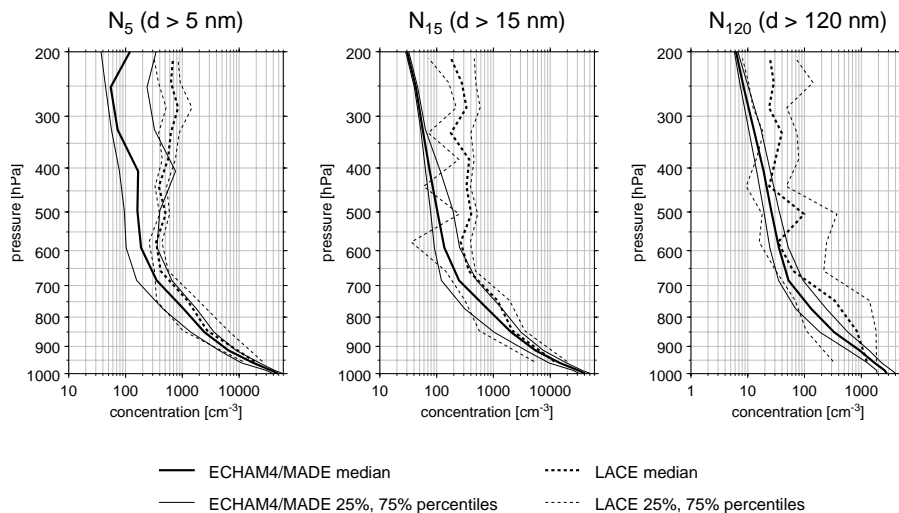 N5 (d > 5 nm)
N15 (d > 15 nm)
N120 (d > 120 nm)
pressure [hPa]
200
300
400
500
600
700
800
900
1000
10 100 1000 10000
concentration [cm-3]
pressure [hPa]
200
300
400
500
600
700
800
900
1000
10 100 1000 10000
concentration [cm-3]
pressure [hPa]
200
300
400
500
600
700
800
900
1000
1 10 100 1000
concentration [cm-3]
ECHAM4/MADE median
LACE median
ECHAM4/MADE 25%, 75% percentiles
LACE 25%, 75% percentiles